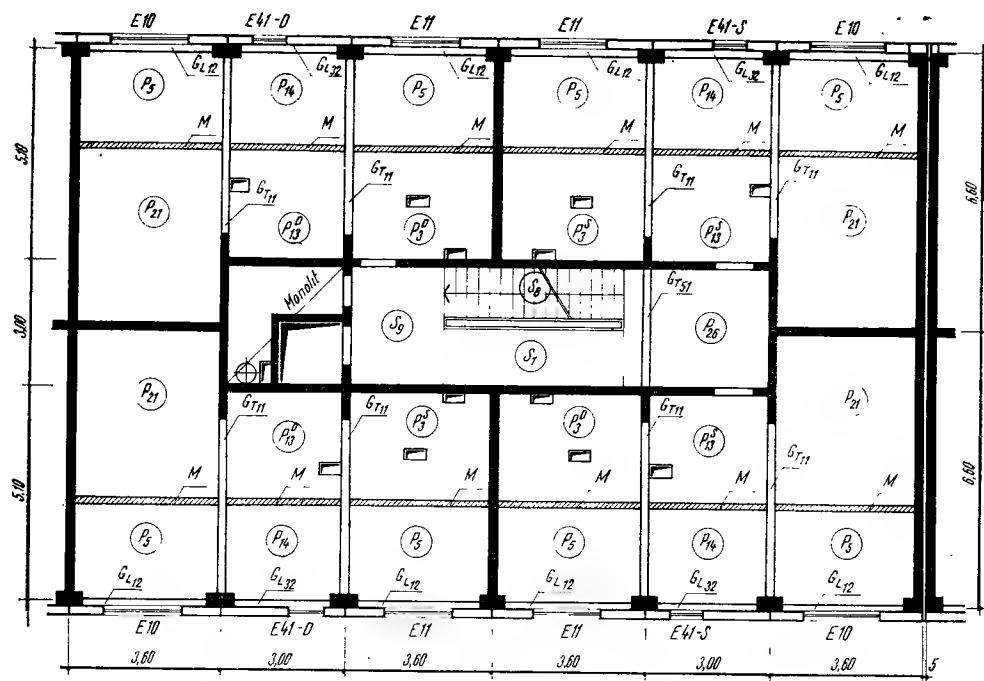 E10 E41-D E11 E11 E41-S E10
GL12 GL32 GL12 GL12 GL32 GL12
P5 P14 P5 P5 P14 P5
M M M M M M
5,10 GT11 GT11 GT11 GT11 6,60
P21 P13D P3D P3S P13S P21
Monolit S8 GT51
3,00 S9 P26
S1
P21 GT11 GT11 P3S P3D GT11 P21
P13D P13S
GT11
5,10 M M M M M M 6,60
P5 P14 P5 P5 P14 P5
GL12 GL32 GL12 GL12 GL32 GL12
E10 E41-D E11 E11 E41-S E10
3,60 3,00 3,60 3,60 3,00 3,60 5